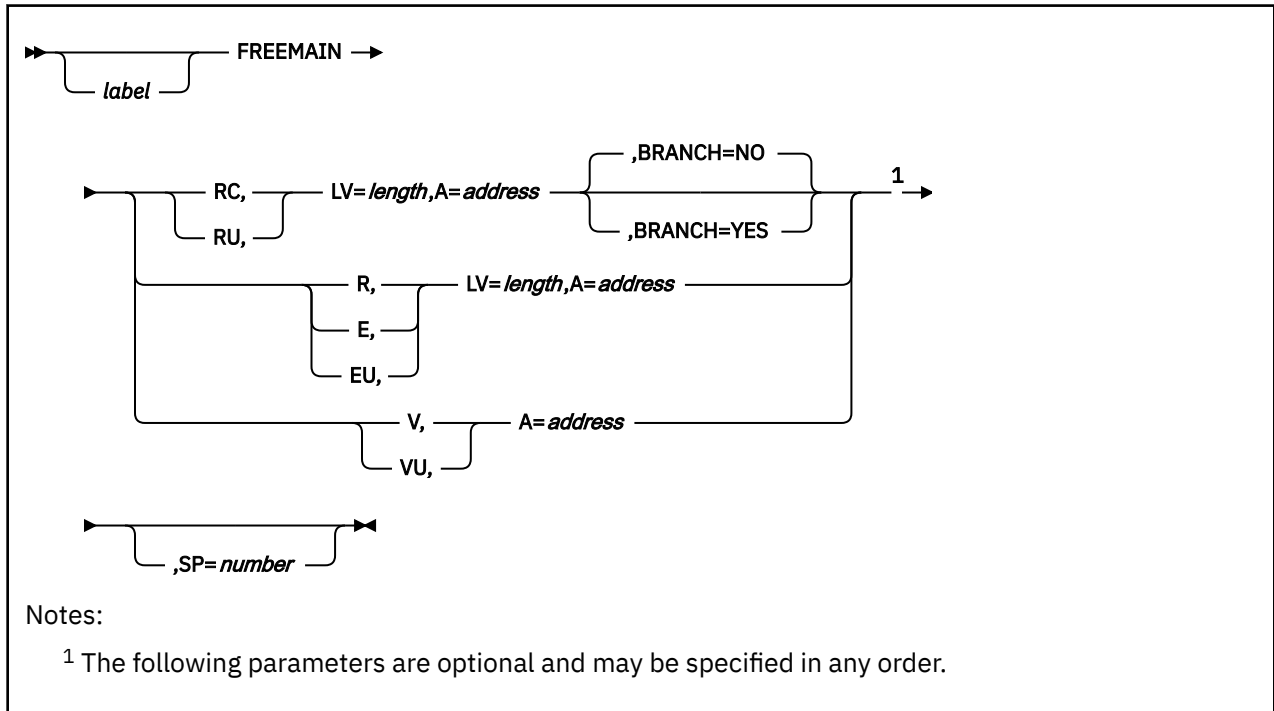 FREEMAIN
label
,BRANCH=NO
RC, LV=length,A=address 1
RU, ,BRANCH=YES
R, LV=length,A=address
E,
EU,
V, A=address
VU,
,SP=number
Notes:
1 The following parameters are optional and may be specified in any order.